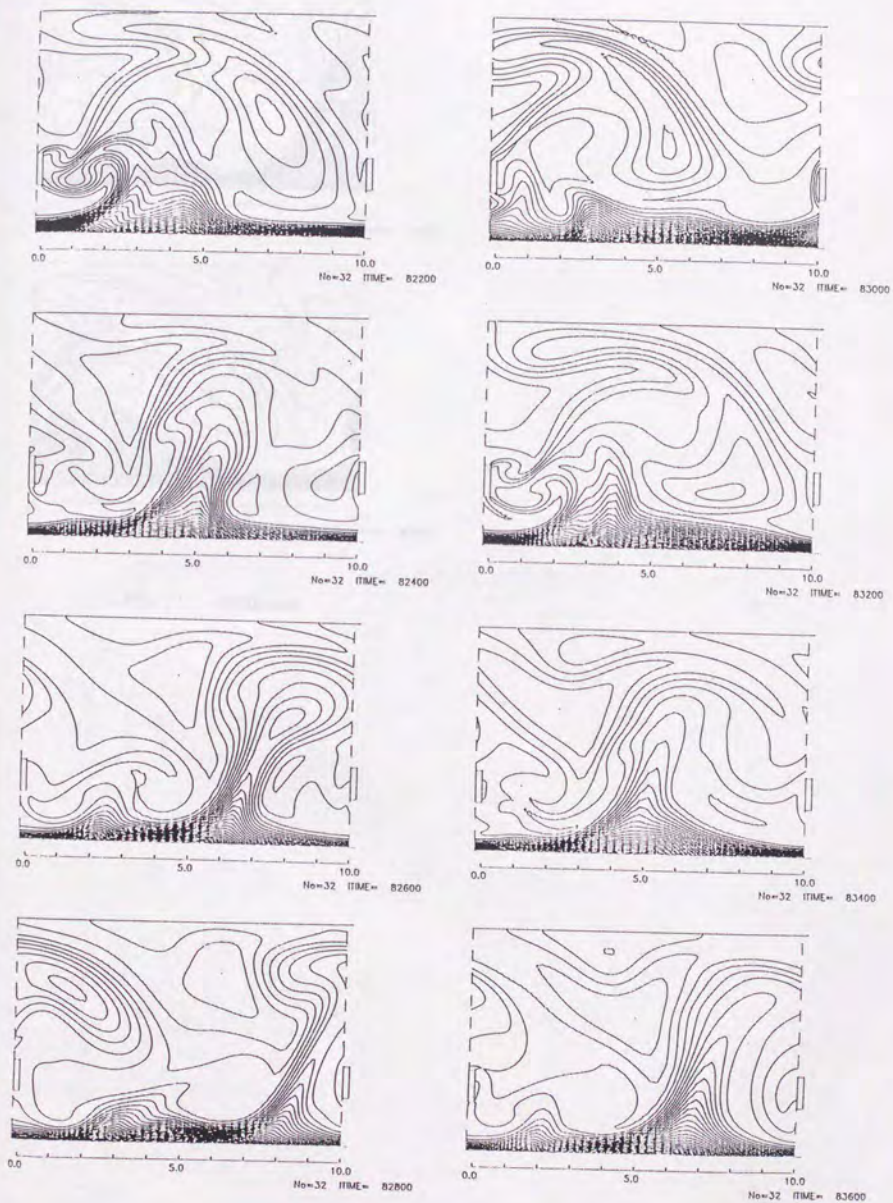 0.0 5.0 10.0
No=32 ITIME= 82200
0.0 5.0 10.0
No=32 ITIME= 82400
0.0 5.0 10.0
No=32 ITIME= 82600
0.0 5.0 10.0
No=32 ITIME= 82800
0.0 5.0 10.0
No=32 ITIME= 83000
0.0 5.0 10.0
No=32 ITIME= 83200
0.0 5.0 10.0
No=32 ITIME= 83400
0.0 5.0 10.0
No=32 ITIME= 83600